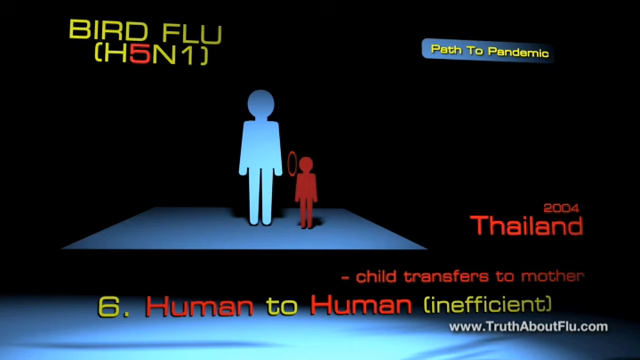 BIRD FLU
(H5N1)
Path To Pandemic
2004
Thailand
- child transfers to mother
6. Human to Human (inefficient)
www.TruthAboutFlu.com